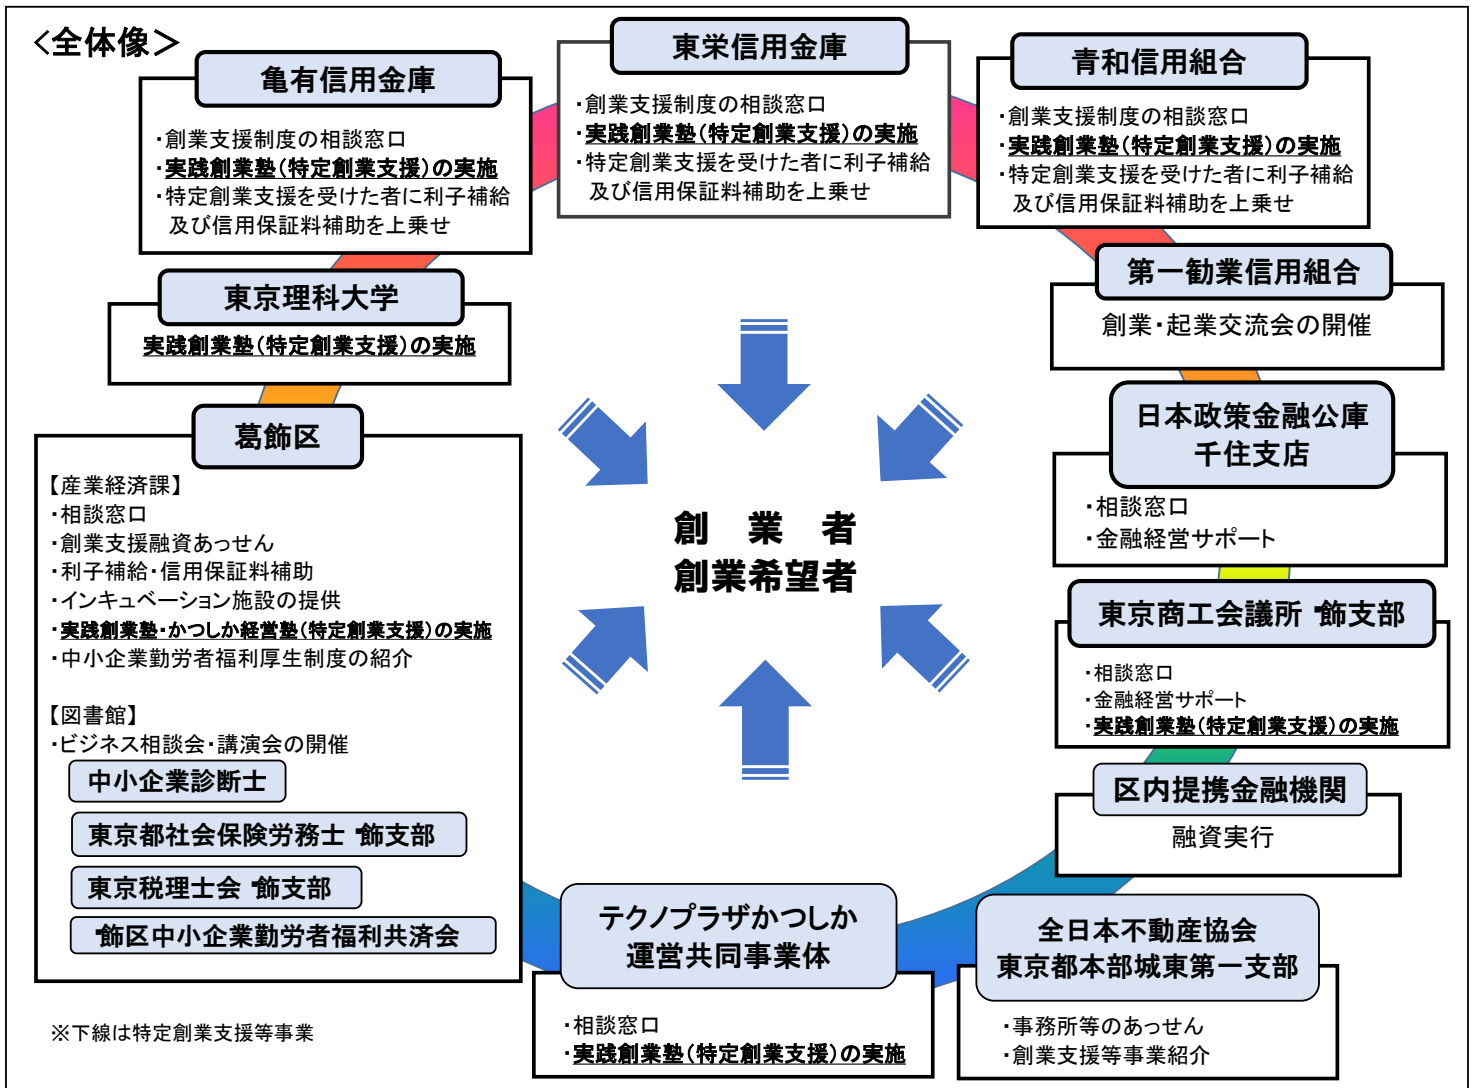 <全体像>
亀有信用金庫
・創業支援制度の相談窓口
・実践創業塾(特定創業支援)の実施
・特定創業支援を受けた者に利子補給
及び信用保証料補助を上乗せ
東栄信用金庫
・創業支援制度の相談窓口
・実践創業塾(特定創業支援)の実施
・特定創業支援を受けた者に利子補給
及び信用保証料補助を上乗せ
青和信用組合
・創業支援制度の相談窓口
・実践創業塾(特定創業支援)の実施
・特定創業支援を受けた者に利子補給
及び信用保証料補助を上乗せ
東京理科大学
実践創業塾(特定創業支援)の実施
第一勧業信用組合
創業・起業交流会の開催
葛飾区
【産業経済課】
・相談窓口
・創業支援融資あっせん
・利子補給・信用保証料補助
・インキュベーション施設の提供
・実践創業塾・かつしか経営塾(特定創業支援)の実施
・中小企業勤労者福利厚生制度の紹介
【図書館】
・ビジネス相談会・講演会の開催
中小企業診断士
東京都社会保険労務士 飾支部
東京税理士会 飾支部
飾区中小企業勤労者福利共済会
創 業 者
創業希望者
日本政策金融公庫
千住支店
・相談窓口
・金融経営サポート
東京商工会議所 飾支部
・相談窓口
・金融経営サポート
・実践創業塾(特定創業支援)の実施
区内提携金融機関
融資実行
テクノプラザかつしか
運営共同事業体
・相談窓口
・実践創業塾(特定創業支援)の実施
全日本不動産協会
東京都本部城東第一支部
・事務所等のあっせん
・創業支援等事業紹介
※下線は特定創業支援等事業